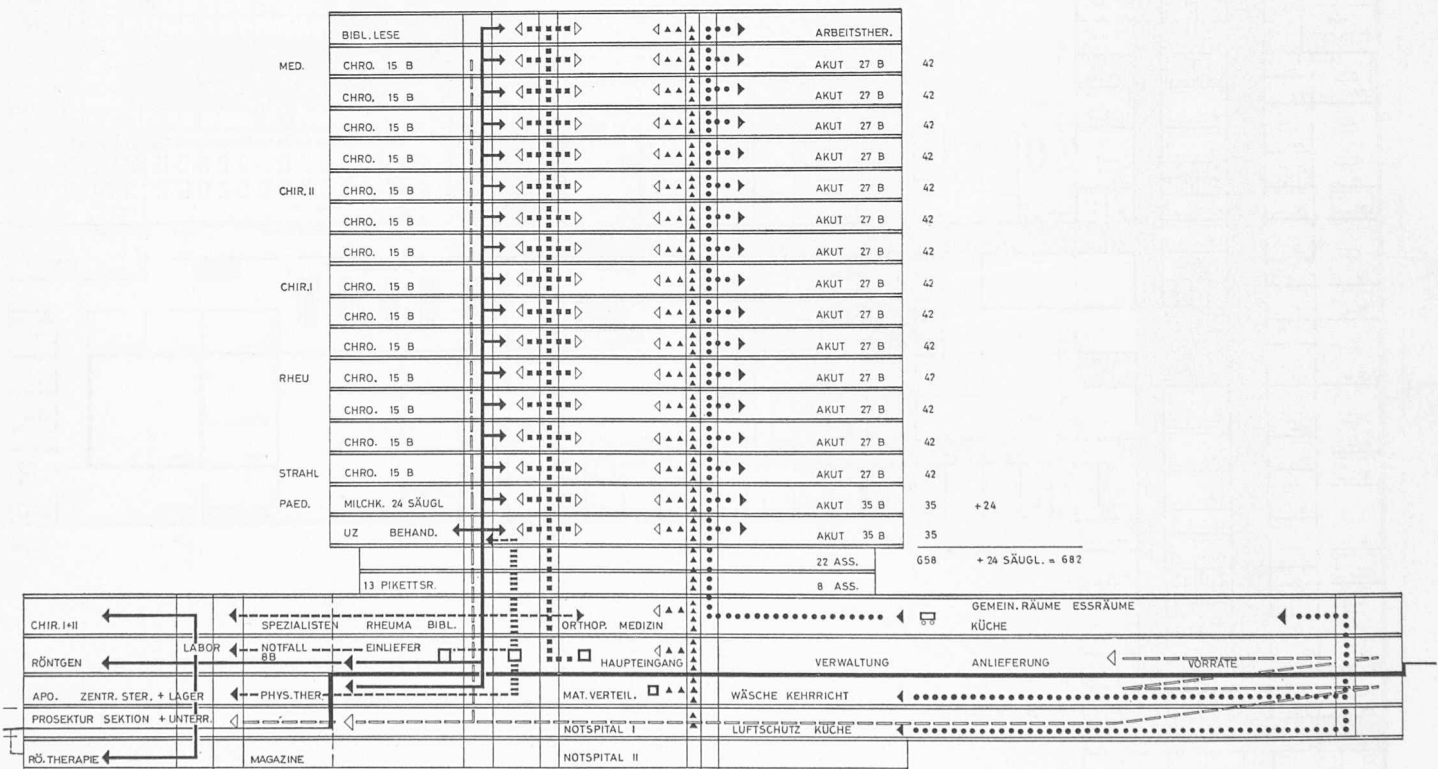 BIBL. LESE ARBEITSTHER.
MED. CHRO. 15 B AKUT 27 B 42
CHRO. 15 B AKUT 27 B 42
CHRO. 15 B AKUT 27 B 42
CHRO. 15 B AKUT 27 B 42
CHIR. II CHRO. 15 B AKUT 27 B 42
CHRO. 15 B AKUT 27 B 42
CHRO. 15 B AKUT 27 B 42
CHIR. I CHRO. 15 B AKUT 27 B 42
CHRO. 15 B AKUT 27 B 42
CHRO. 15 B AKUT 27 B 42
RHEU CHRO. 15 B AKUT 27 B 47
CHRO. 15 B AKUT 27 B 42
CHRO. 15 B AKUT 27 B 42
STRAHL CHRO. 15 B AKUT 27 B 42
PAED. MILCHK. 24 SÄUGL AKUT 35 B 35 +24
UZ BEHAND. AKUT 35 B 35
22 ASS. 658 +24 SÄUGL. = 682
13 PIKETTSR. 8 ASS.
GEMEIN. RÄUME ESSRÄUME
CHIR. I+II SPEZIALISTEN RHEUMA BIBL. ORTHOP. MEDIZIN KÜCHE
LABOR NOTFALL EINLIEFER
8B
RÖNTGEN HAUPTEINGANG VERWALTUNG ANLIEFERUNG VORRÄTE
APO. ZENTR. STER. + LAGER PHYS. THER. MAT. VERTEIL. WÄSCHE KEHRRICHT
PROSEKTUR SEKTION + UNTERR.
NOTSPITAL I LUFTSCHUTZ KÜCHE
RÖ. THERAPIE MAGAZINE NOTSPITAL II